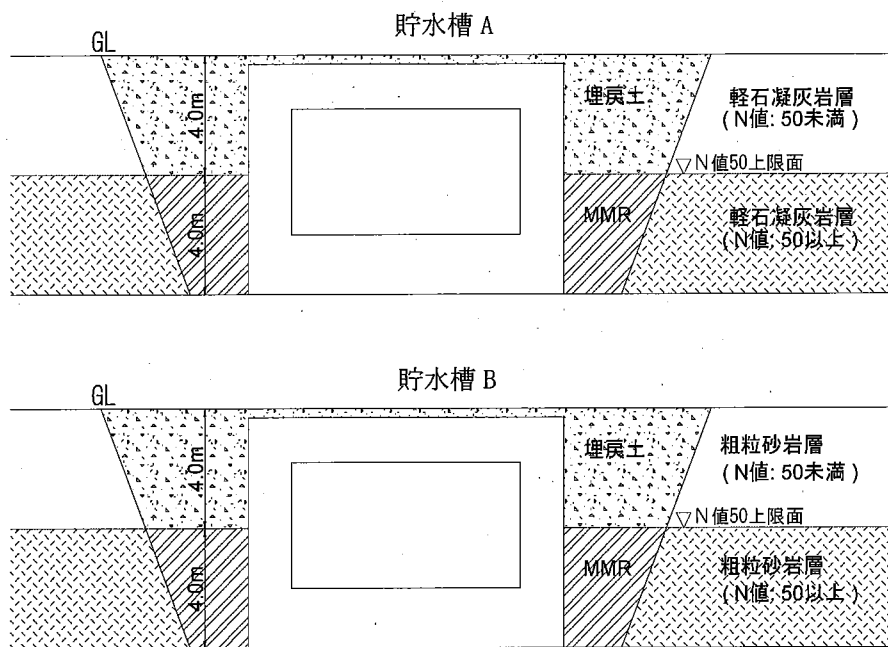 貯水槽 A
GL
4.0m
埋戻土
軽石凝灰岩層
(N値: 50未満)
▽N値50上限面
4.0m
MMR
軽石凝灰岩層
(N値: 50以上)
貯水槽 B
GL
4.0m
埋戻土
粗粒砂岩層
(N値: 50未満)
▽N値50上限面
4.0m
MMR
粗粒砂岩層
(N値: 50以上)